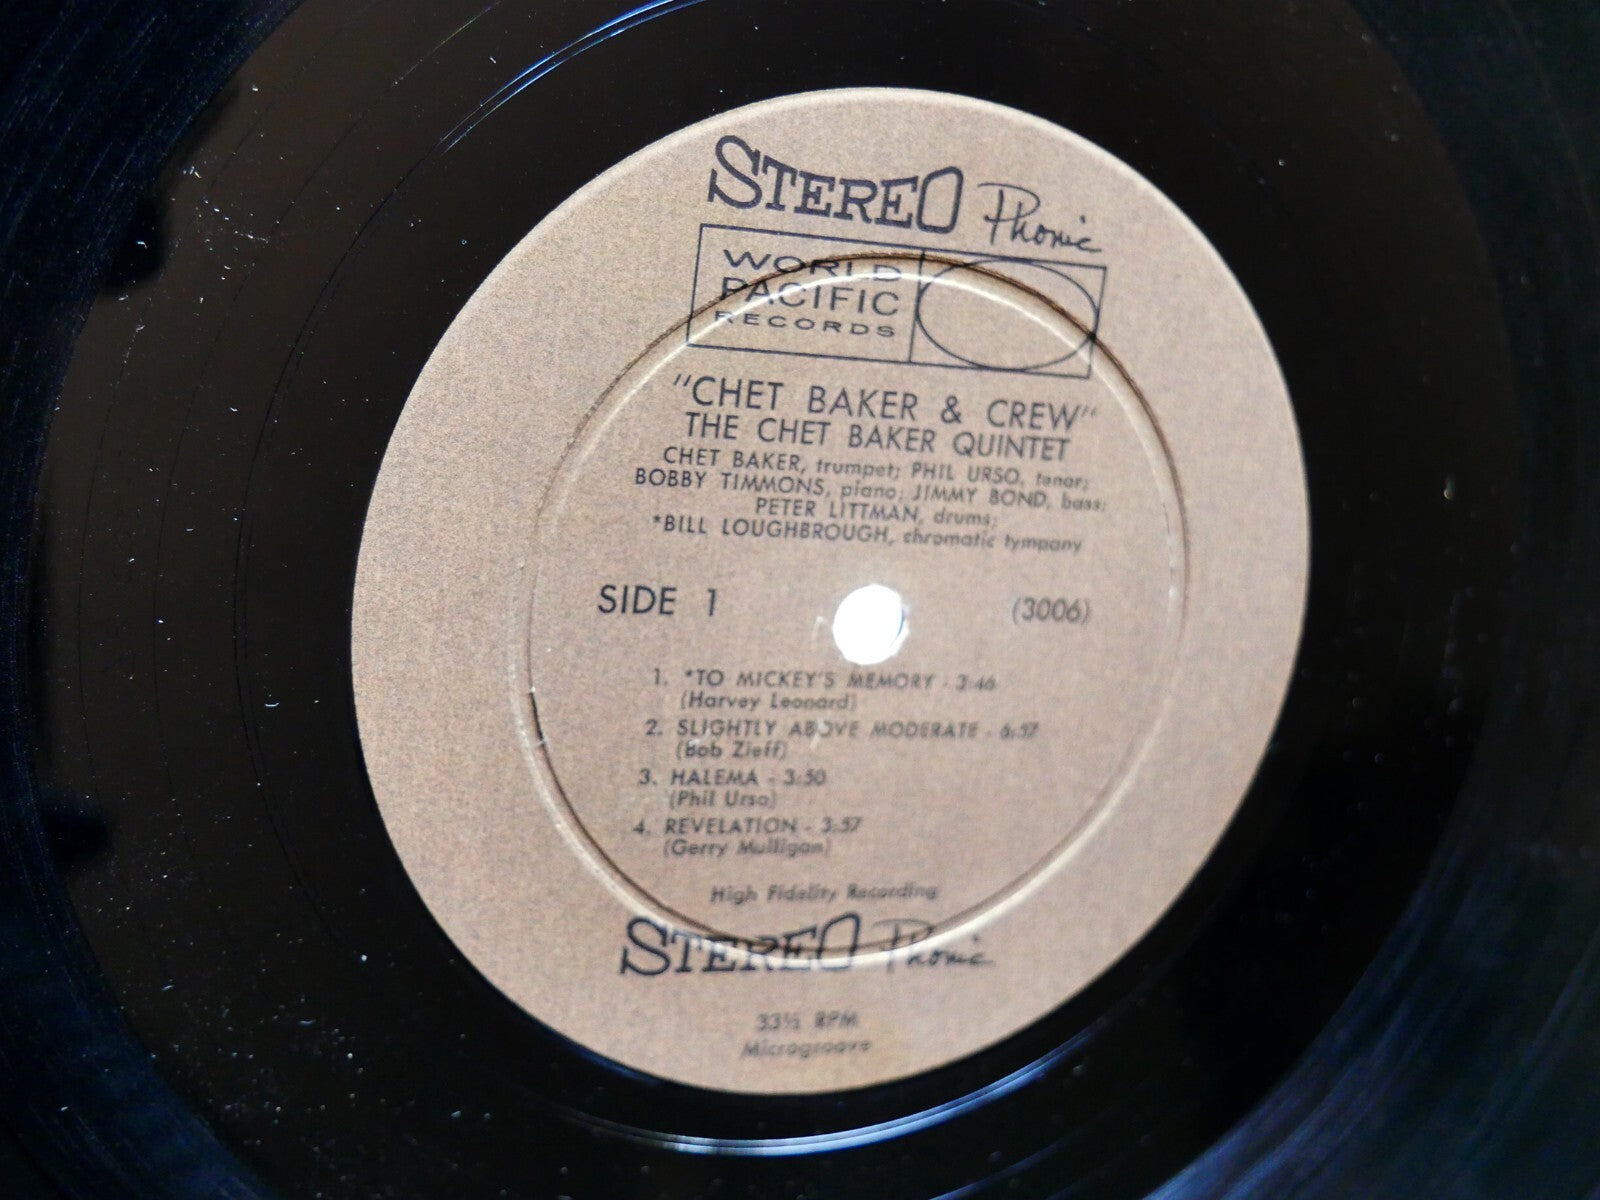 STEREO Phonic
WORLD
PACIFIC
RECORDS
"CHET BAKER & CREW"
THE CHET BAKER QUINTET
CHET BAKER, trumpet; PHIL URSO, tenor;
BOBBY TIMMONS, piano; JIMMY BOND, bass;
PETER LITTMAN, drums;
*BILL LOUGHBROUGH, chromatic tympany
SIDE 1 (3006)
1. *TO MICKEY'S MEMORY - 3:46
(Harvey Leonard)
2. SLIGHTLY ABOVE MODERATE - 6:57
(Bob Zieff)
3. HALEMA - 3:50
(Phil Urso)
4. REVELATION - 3:57
(Gerry Mulligan)
High Fidelity Recording
STEREO Phonic
33⅓ RPM
Microgroove